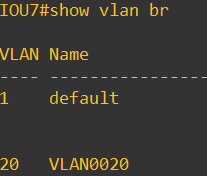 IOU7#show vlan br
VLAN Name
---- --------------------
1    default
20   VLAN0020